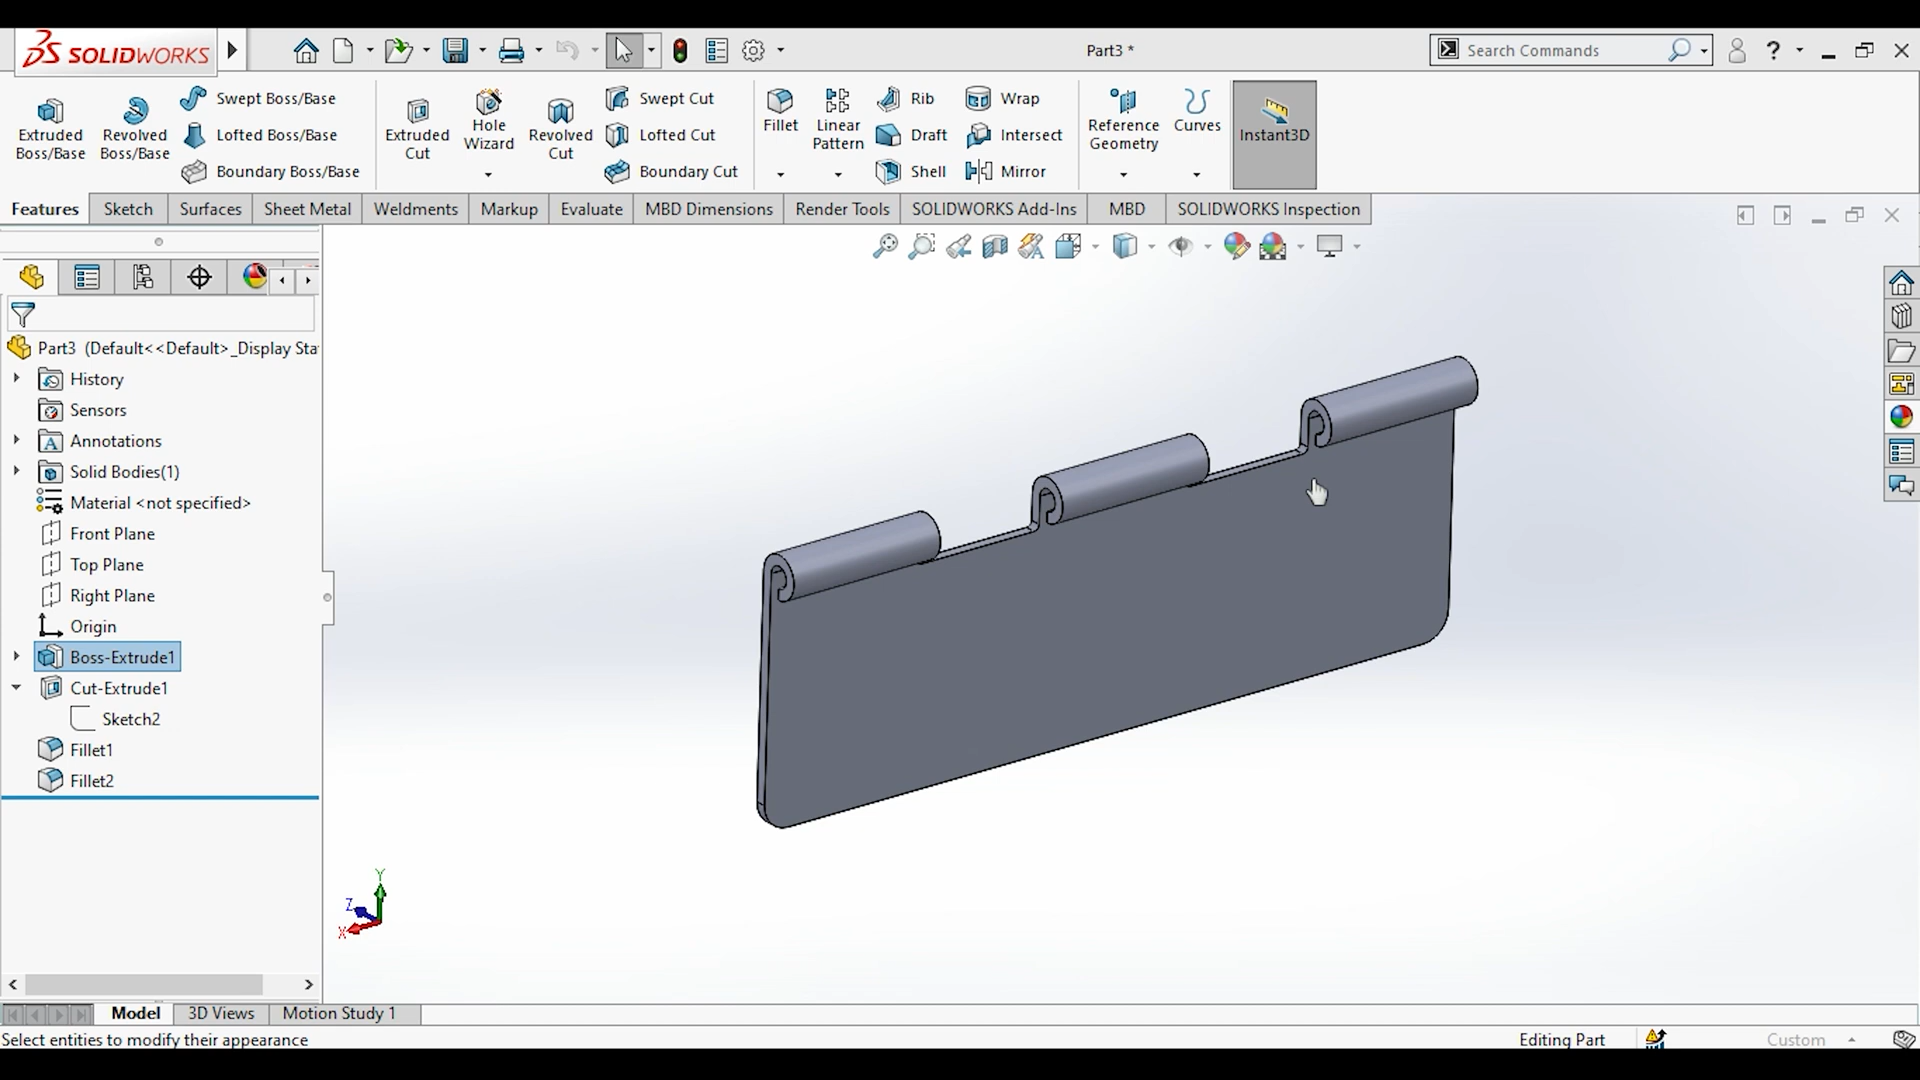 SOLIDWORKS
Part3 *
Search Commands
?
Extruded Boss/Base
Revolved Boss/Base
Swept Boss/Base
Lofted Boss/Base
Boundary Boss/Base
Extruded Cut
Hole Wizard
Revolved Cut
Swept Cut
Lofted Cut
Boundary Cut
Fillet
Linear Pattern
Rib
Draft
Shell
Wrap
Intersect
Mirror
Reference Geometry
Curves
Instant3D
Features
Sketch
Surfaces
Sheet Metal
Weldments
Markup
Evaluate
MBD Dimensions
Render Tools
SOLIDWORKS Add-Ins
MBD
SOLIDWORKS Inspection
Part3 (Default<<Default>_Display Sta
History
Sensors
Annotations
Solid Bodies(1)
Material <not specified>
Front Plane
Top Plane
Right Plane
Origin
Boss-Extrude1
Cut-Extrude1
Sketch2
Fillet1
Fillet2
Y
Z
X
Model
3D Views
Motion Study 1
Select entities to modify their appearance
Editing Part
Custom